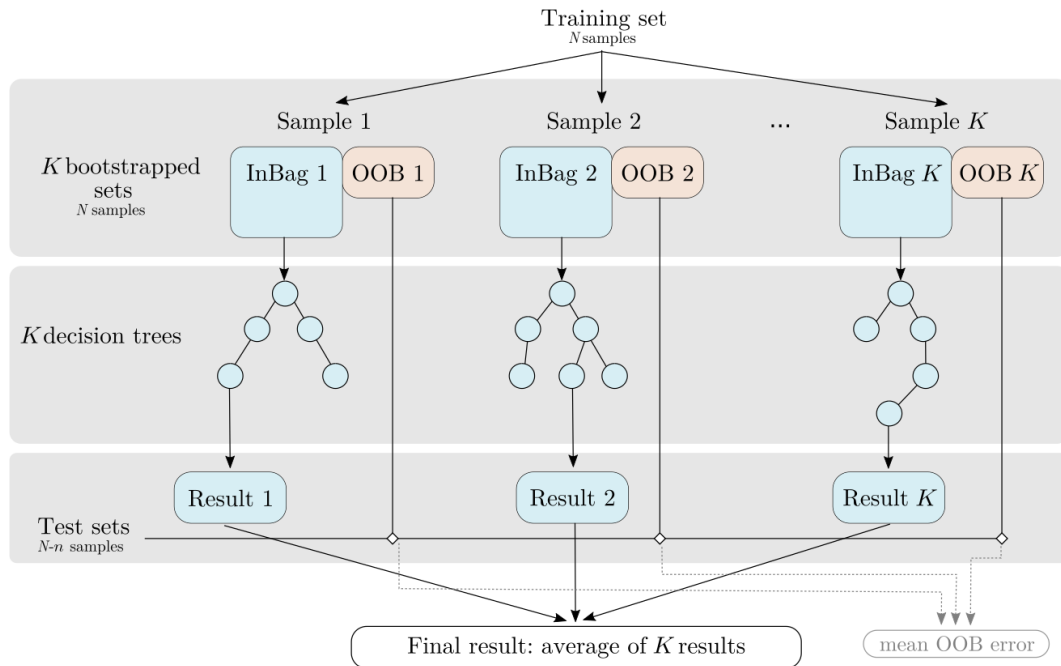 Training set
N samples
Sample 1
Sample 2
...
Sample K
K bootstrapped
sets
N samples
InBag 1
OOB 1
InBag 2
OOB 2
InBag K
OOB K
K decision trees
Result 1
Result 2
Result K
Test sets
N-n samples
Final result: average of K results
mean OOB error